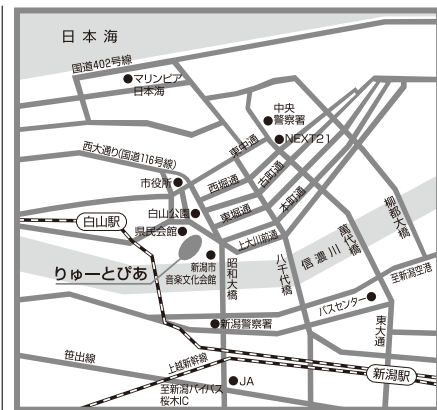 日本海
国道402号線
マリンピア
日本海
中央
警察署
NEXT21
西大通り(国道116号線)
東中通
市役所
西堀通
古町通
本町通
東堀通
白山公園
白山駅
県民会館
上大川前通
りゅーとぴあ
新潟市
音楽文化会館
昭和大橋
八千代橋
信濃川
萬代橋
柳都大橋
至新潟空港
バスセンター
東大通
新潟警察署
笹出線
上越新幹線
新潟駅
至新潟バイパス
桜木IC
JA